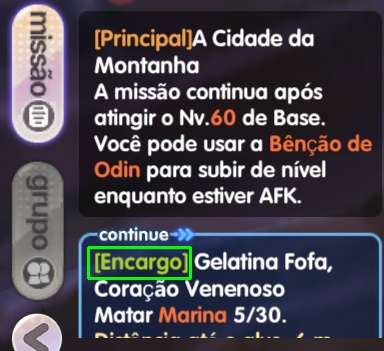 missão
[Principal]A Cidade da
Montanha
A missão continua após
atingir o Nv.60 de Base.
Você pode usar a Bênção de
Odin para subir de nível
enquanto estiver AFK.
grupo
continue
[Encargo] Gelatina Fofa,
Coração Venenoso
Matar Marina 5/30.